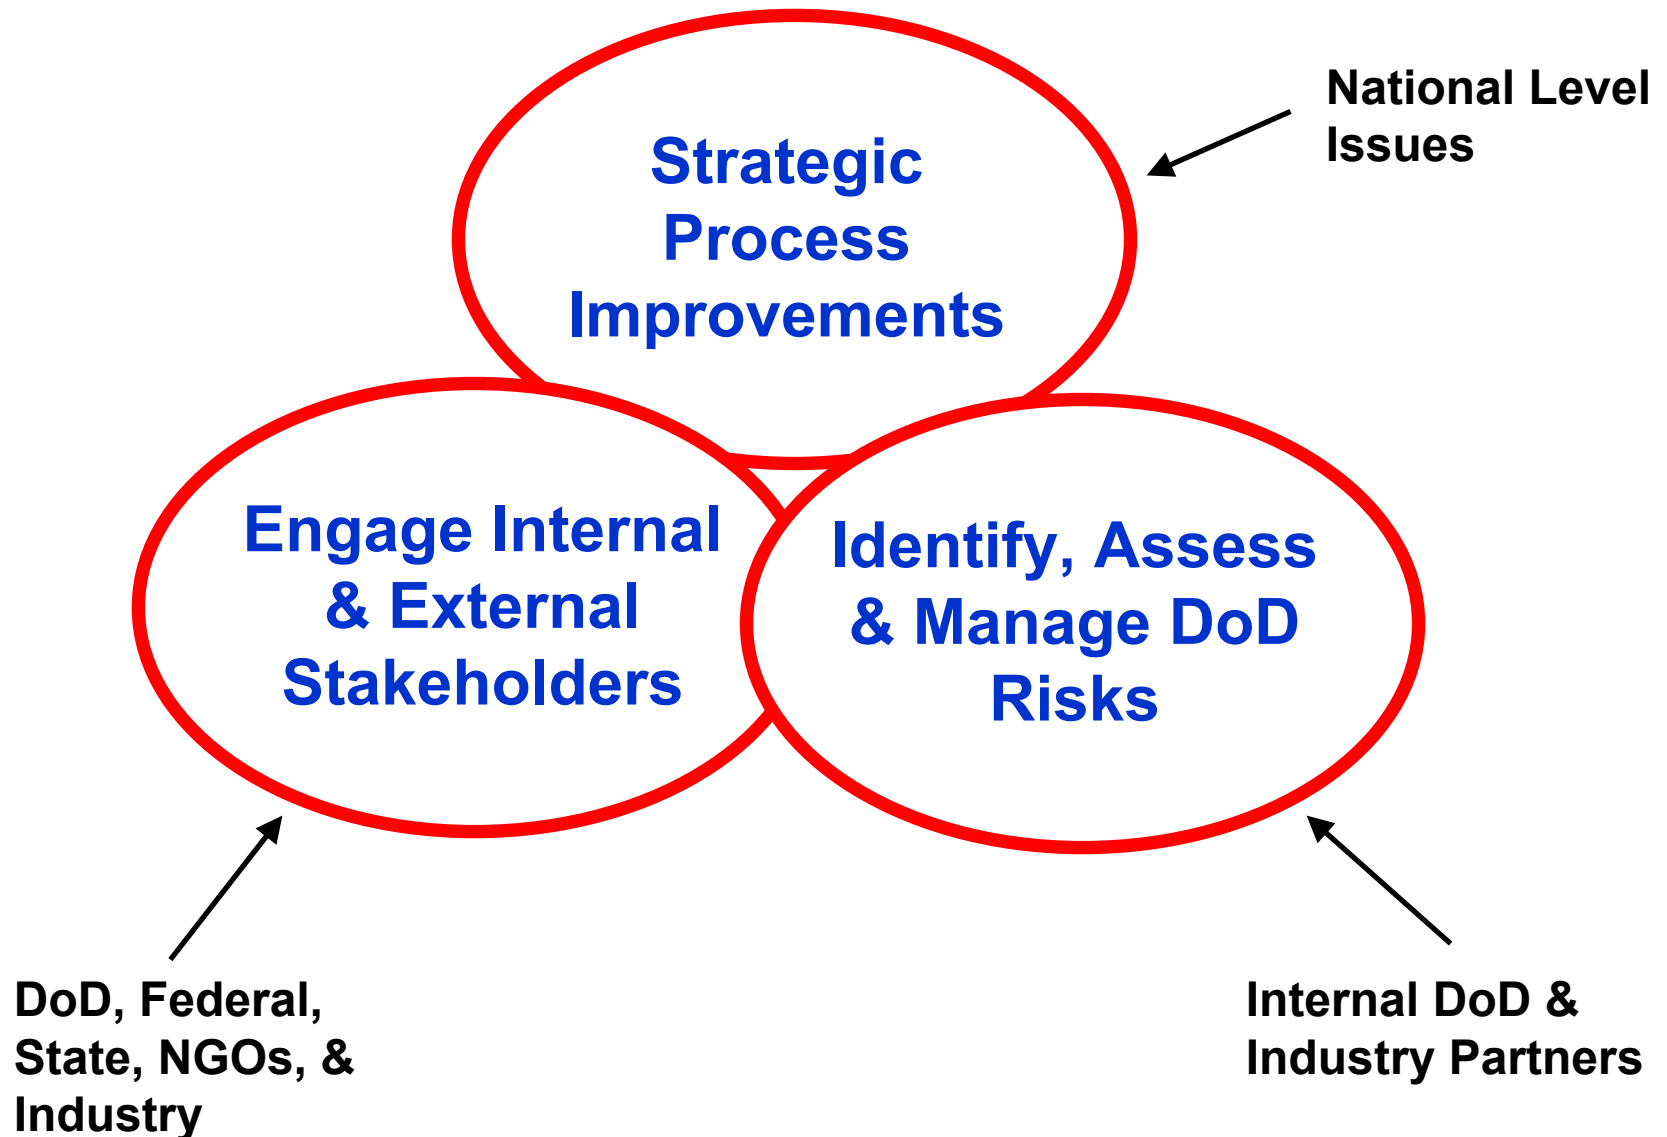 National Level
Issues
Strategic
Process
Improvements
Engage Internal
& External
Stakeholders
Identify, Assess
& Manage DoD
Risks
DoD, Federal,
State, NGOs, &
Industry
Internal DoD &
Industry Partners